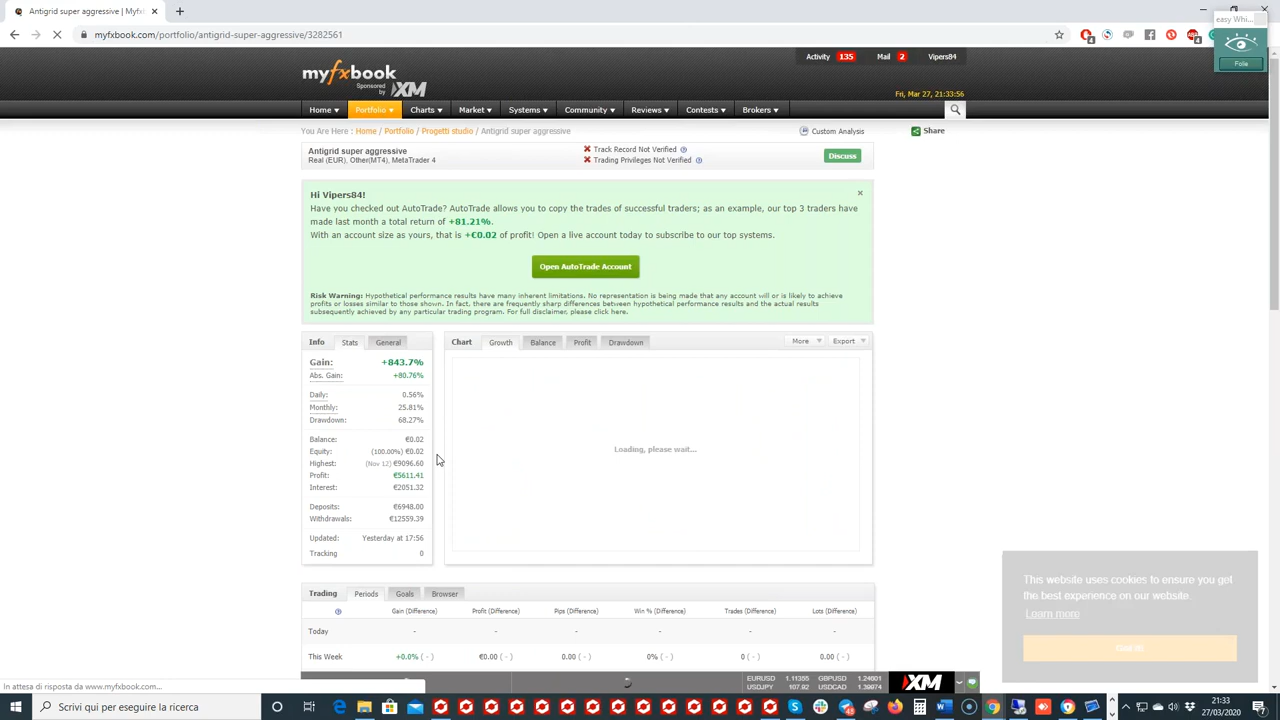 Antigrid super aggressive | Myfxb
easy Whi...
myfxbook.com/portfolio/antigrid-super-aggressive/3282561
4
4
Fola
myfxbook
Sponsored by XM
Activity 135 Mail 2 Vipers84
Fri, Mar 27, 21:33:56
Home Portfolio Charts Market Systems Community Reviews Contests Brokers
You Are Here : Home / Portfolio / Progetti studio / Antigrid super aggressive
Custom Analysis
Share
Antigrid super aggressive
Real (EUR), Other(MT4), MetaTrader 4
Track Record Not Verified
Trading Privileges Not Verified
Discuss
Hi Vipers84!
Have you checked out AutoTrade? AutoTrade allows you to copy the trades of successful traders; as an example, our top 3 traders have
made last month a total return of +81.21%.
With an account size as yours, that is +€0.02 of profit! Open a live account today to subscribe to our top systems.
Open AutoTrade Account
Risk Warning: Hypothetical performance results have many inherent limitations. No representation is being made that any account will or is likely to achieve
profits or losses similar to those shown. In fact, there are frequently sharp differences between hypothetical performance results and the actual results
subsequently achieved by any particular trading program. For full disclaimer, please click here.
Info Stats General
Gain: +843.7%
Abs. Gain: +80.76%
Daily: 0.56%
Monthly: 25.81%
Drawdown: 68.27%
Balance: €0.02
Equity: (100.00%) €0.02
Highest: (Nov 12) €9096.60
Profit: €5611.41
Interest: €2051.32
Deposits: €6948.00
Withdrawals: €12559.39
Updated: Yesterday at 17:56
Tracking 0
Chart Growth Balance Profit Drawdown More Export
Loading, please wait...
This website uses cookies to ensure you get
the best experience on our website.
Learn more
Got it!
Trading Periods Goals Browser
Gain (Difference) Profit (Difference) Pips (Difference) Win % (Difference) Trades (Difference) Lots (Difference)
Today - - - - - -
This Week +0.0% ( - ) €0.00 ( - ) 0.00 ( - ) 0% ( - ) 0 ( - ) 0.00 ( - )
In attesa di risposta da www.myfxbook.com...
EURUSD 1.11355 GBPUSD 1.24601
USDJPY 107.92 USDCAD 1.39974
XM
Scrivi qui per eseguire la ricerca
21:33
27/03/2020